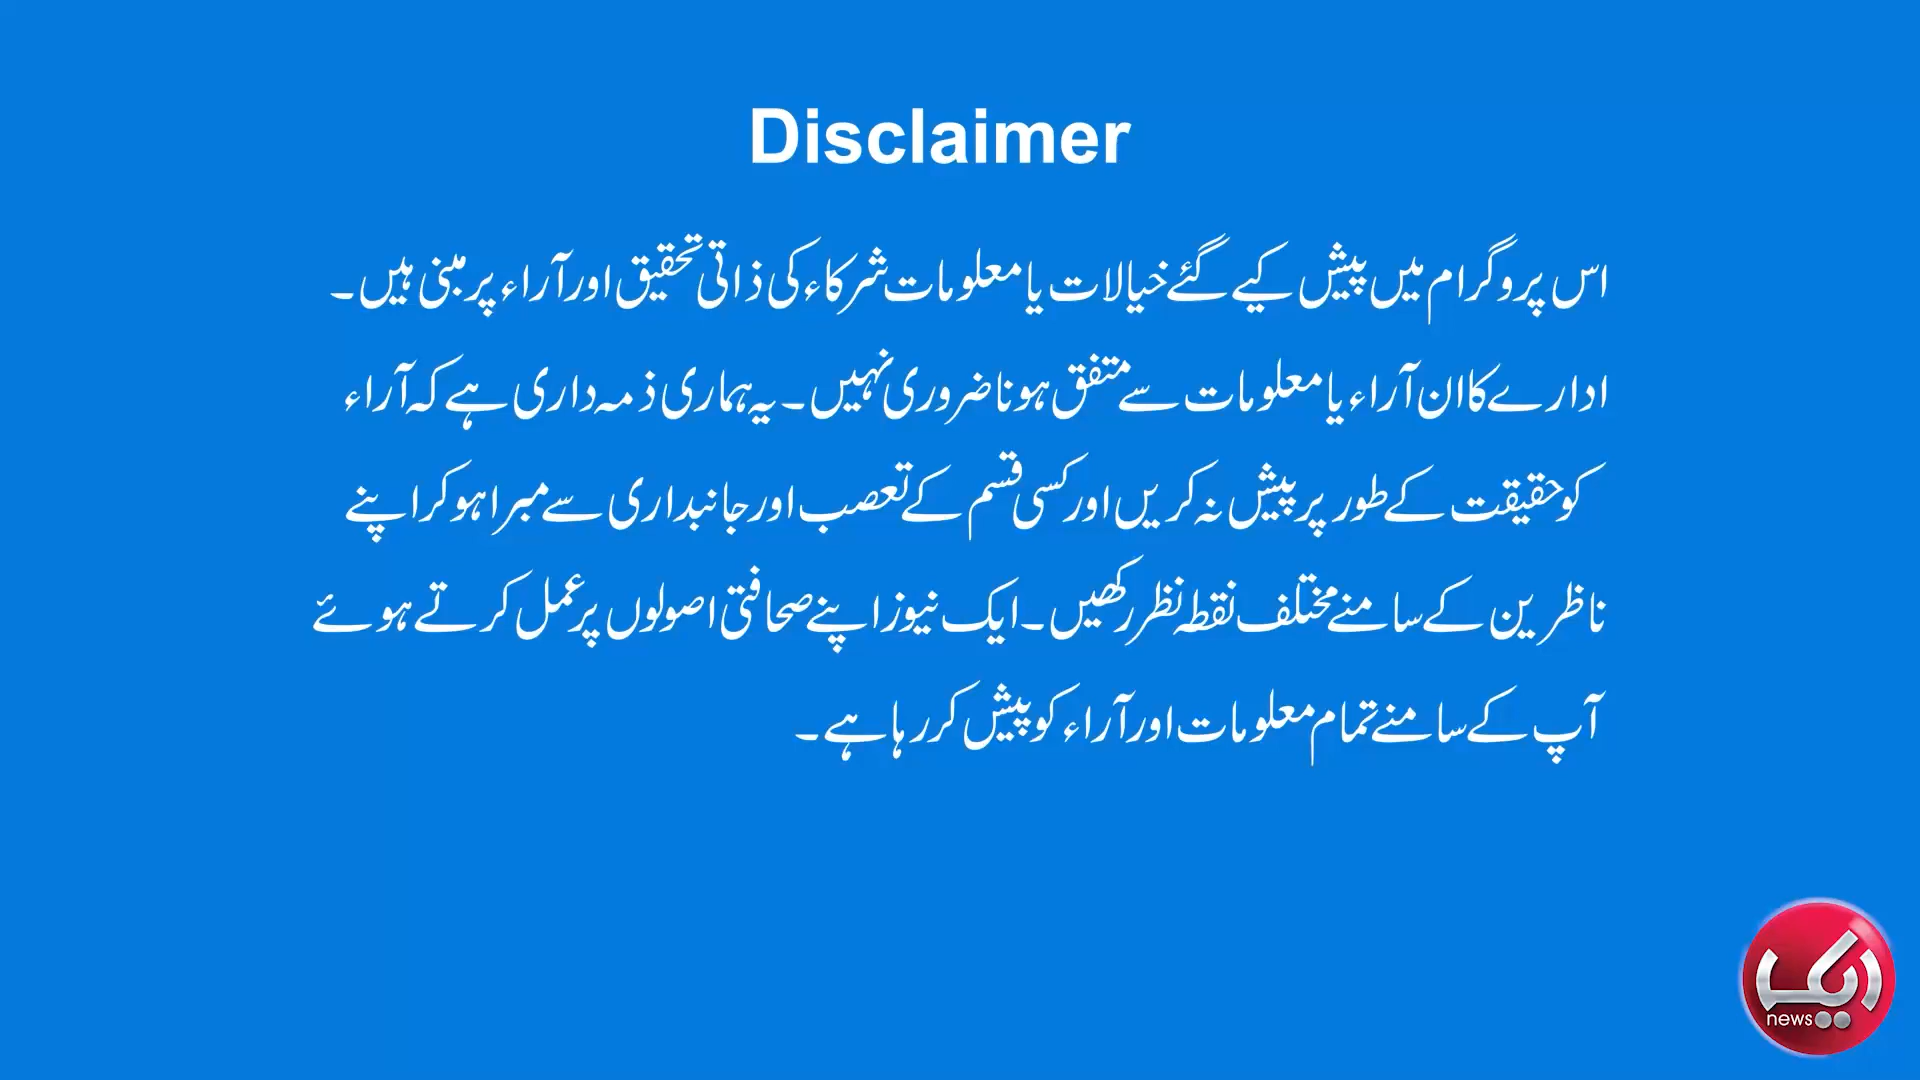 Disclaimer
اس پروگرام میں پیش کیے گئے خیالات یا معلومات شرکاء کی ذاتی تحقیق اور آراء پر مبنی ہیں۔
ادارے کا ان آراء یا معلومات سے متفق ہونا ضروری نہیں۔ یہ ہماری ذمہ داری ہے کہ آراء
کو حقیقت کے طور پر پیش نہ کریں اور کسی قسم کے تعصب اور جانبداری سے مبرا ہو کر اپنے
ناظرین کے سامنے مختلف نقطہ نظر رکھیں۔ ایک نیوز اپنے صحافتی اصولوں پر عمل کرتے ہوئے
آپ کے سامنے تمام معلومات اور آراء کو پیش کر رہا ہے۔
ایک
news